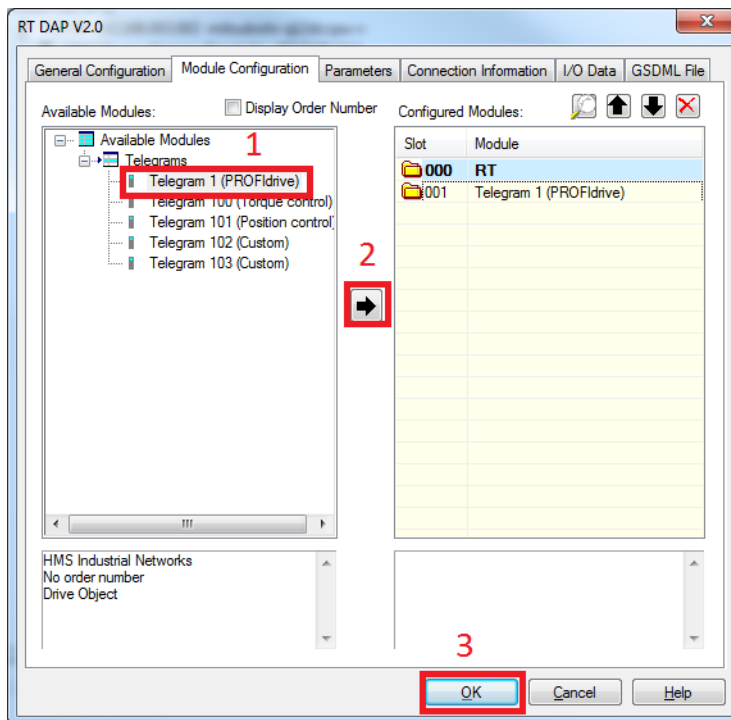 RT DAP V2.0
General Configuration
Module Configuration
Parameters
Connection Information
I/O Data
GSDML File
Available Modules:
Display Order Number
Configured Modules:
1
Available Modules
Telegrams
Telegram 1 (PROFIdrive)
Telegram 100 (Torque control)
Telegram 101 (Position control)
Telegram 102 (Custom)
Telegram 103 (Custom)
2
Slot Module
000 RT
001 Telegram 1 (PROFIdrive)
HMS Industrial Networks
No order number
Drive Object
3
OK
Cancel
Help